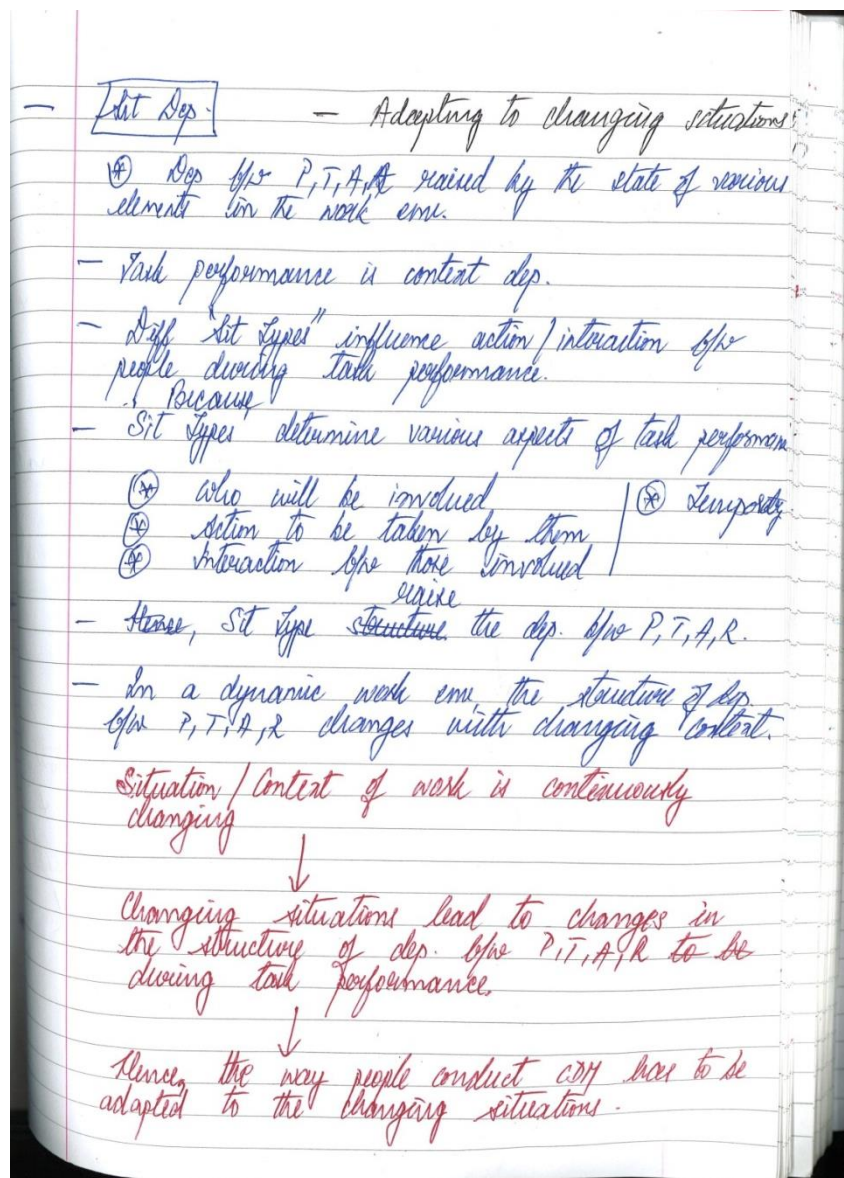 — Sit Dep. — Adapting to changing situations
⊛ Dep b/w P, T, A, R raised by the state of various
elements in the work env.
— Task performance is context dep.
— Diff "Sit Types" influence action / interaction b/w
people during task performance.
Because
— Sit Types determine various aspects of task performan
⊛ Who will be involved
⊛ Temporality
⊛ Action to be taken by them
⊛ Interaction b/w those involved
raise
— Hence, Sit Type structure the dep. b/w P, T, A, R.
— In a dynamic work env, the structure of dep.
b/w P, T, A, R changes with changing context.
Situation / Context of work is continuously
changing
↓
Changing situations lead to changes in
the structure of dep. b/w P, T, A, R to be
during task performance.
↓
Hence, the way people conduct CDM has to be
adapted to the changing situations.